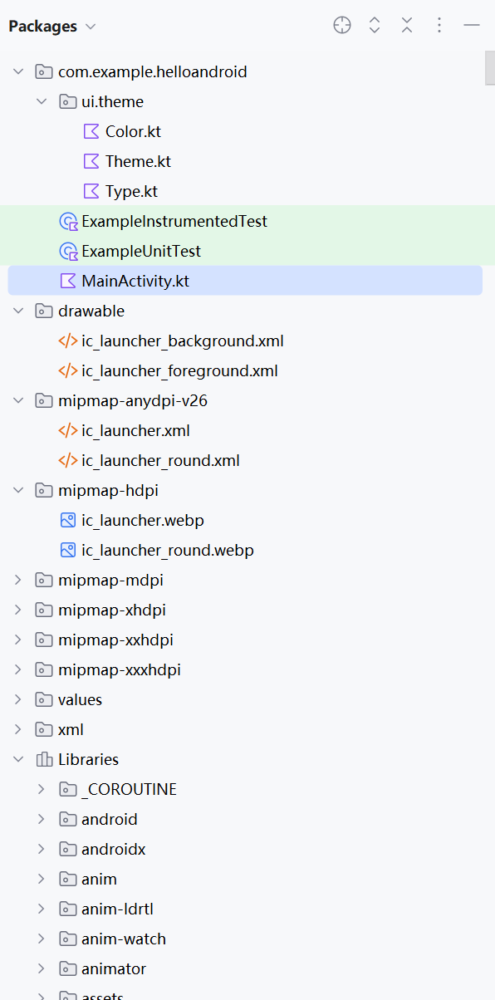 Packages
com.example.helloandroid
ui.theme
Color.kt
Theme.kt
Type.kt
ExampleInstrumentedTest
ExampleUnitTest
MainActivity.kt
drawable
ic_launcher_background.xml
ic_launcher_foreground.xml
mipmap-anydpi-v26
ic_launcher.xml
ic_launcher_round.xml
mipmap-hdpi
ic_launcher.webp
ic_launcher_round.webp
mipmap-mdpi
mipmap-xhdpi
mipmap-xxhdpi
mipmap-xxxhdpi
values
xml
Libraries
_COROUTINE
android
androidx
anim
anim-ldrtl
anim-watch
animator
assets